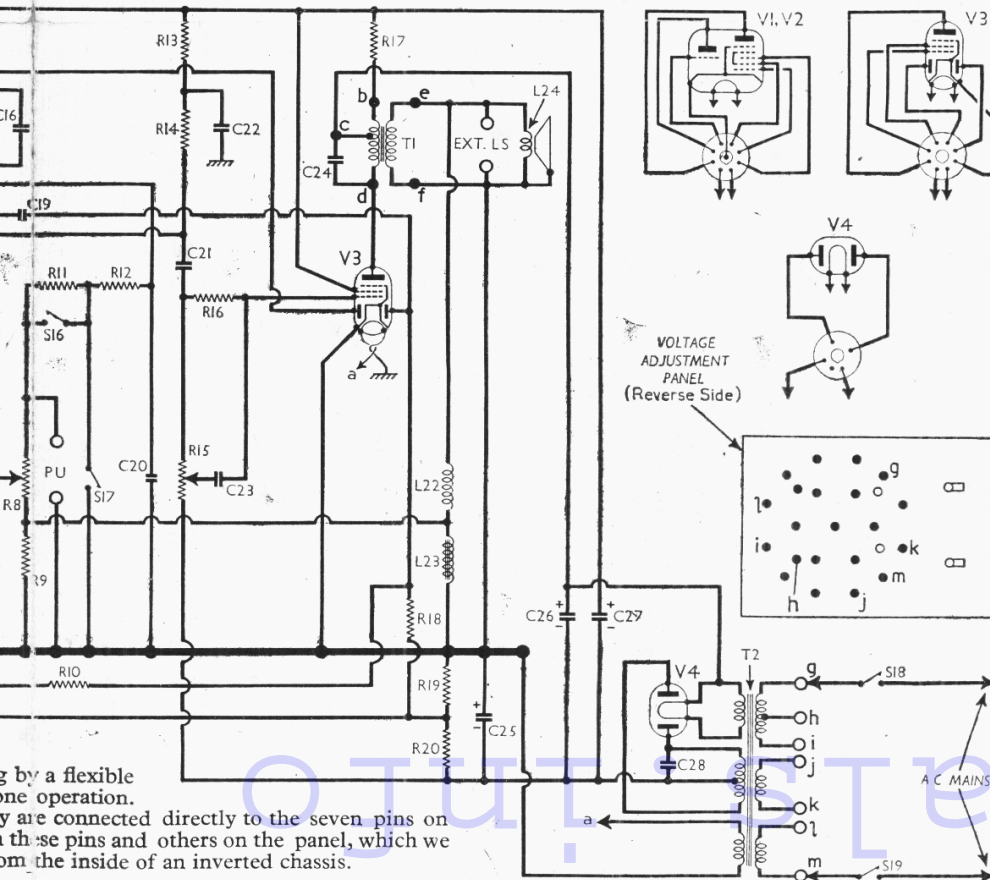 R13
R17
V1,V2
V3
b
e
L24
C16
R14
C22
c
T1
EXT. LS
C24
d
f
C19
V4
C21
V3
R11
R12
R16
S16
a
VOLTAGE
ADJUSTMENT
PANEL
(Reverse Side)
PU
R15
g
R8
S17
C20
C23
L22
l
i
k
L23
m
R9
h
j
R18
C26
+
−
+
−
C27
R10
V4
T2
g
S18
R19
h
+
−
C25
i
R20
C28
j
A C MAINS
k
a
l
m
S19
g by a flexible
one operation.
y are connected directly to the seven pins on
n these pins and others on the panel, which we
om the inside of an inverted chassis.